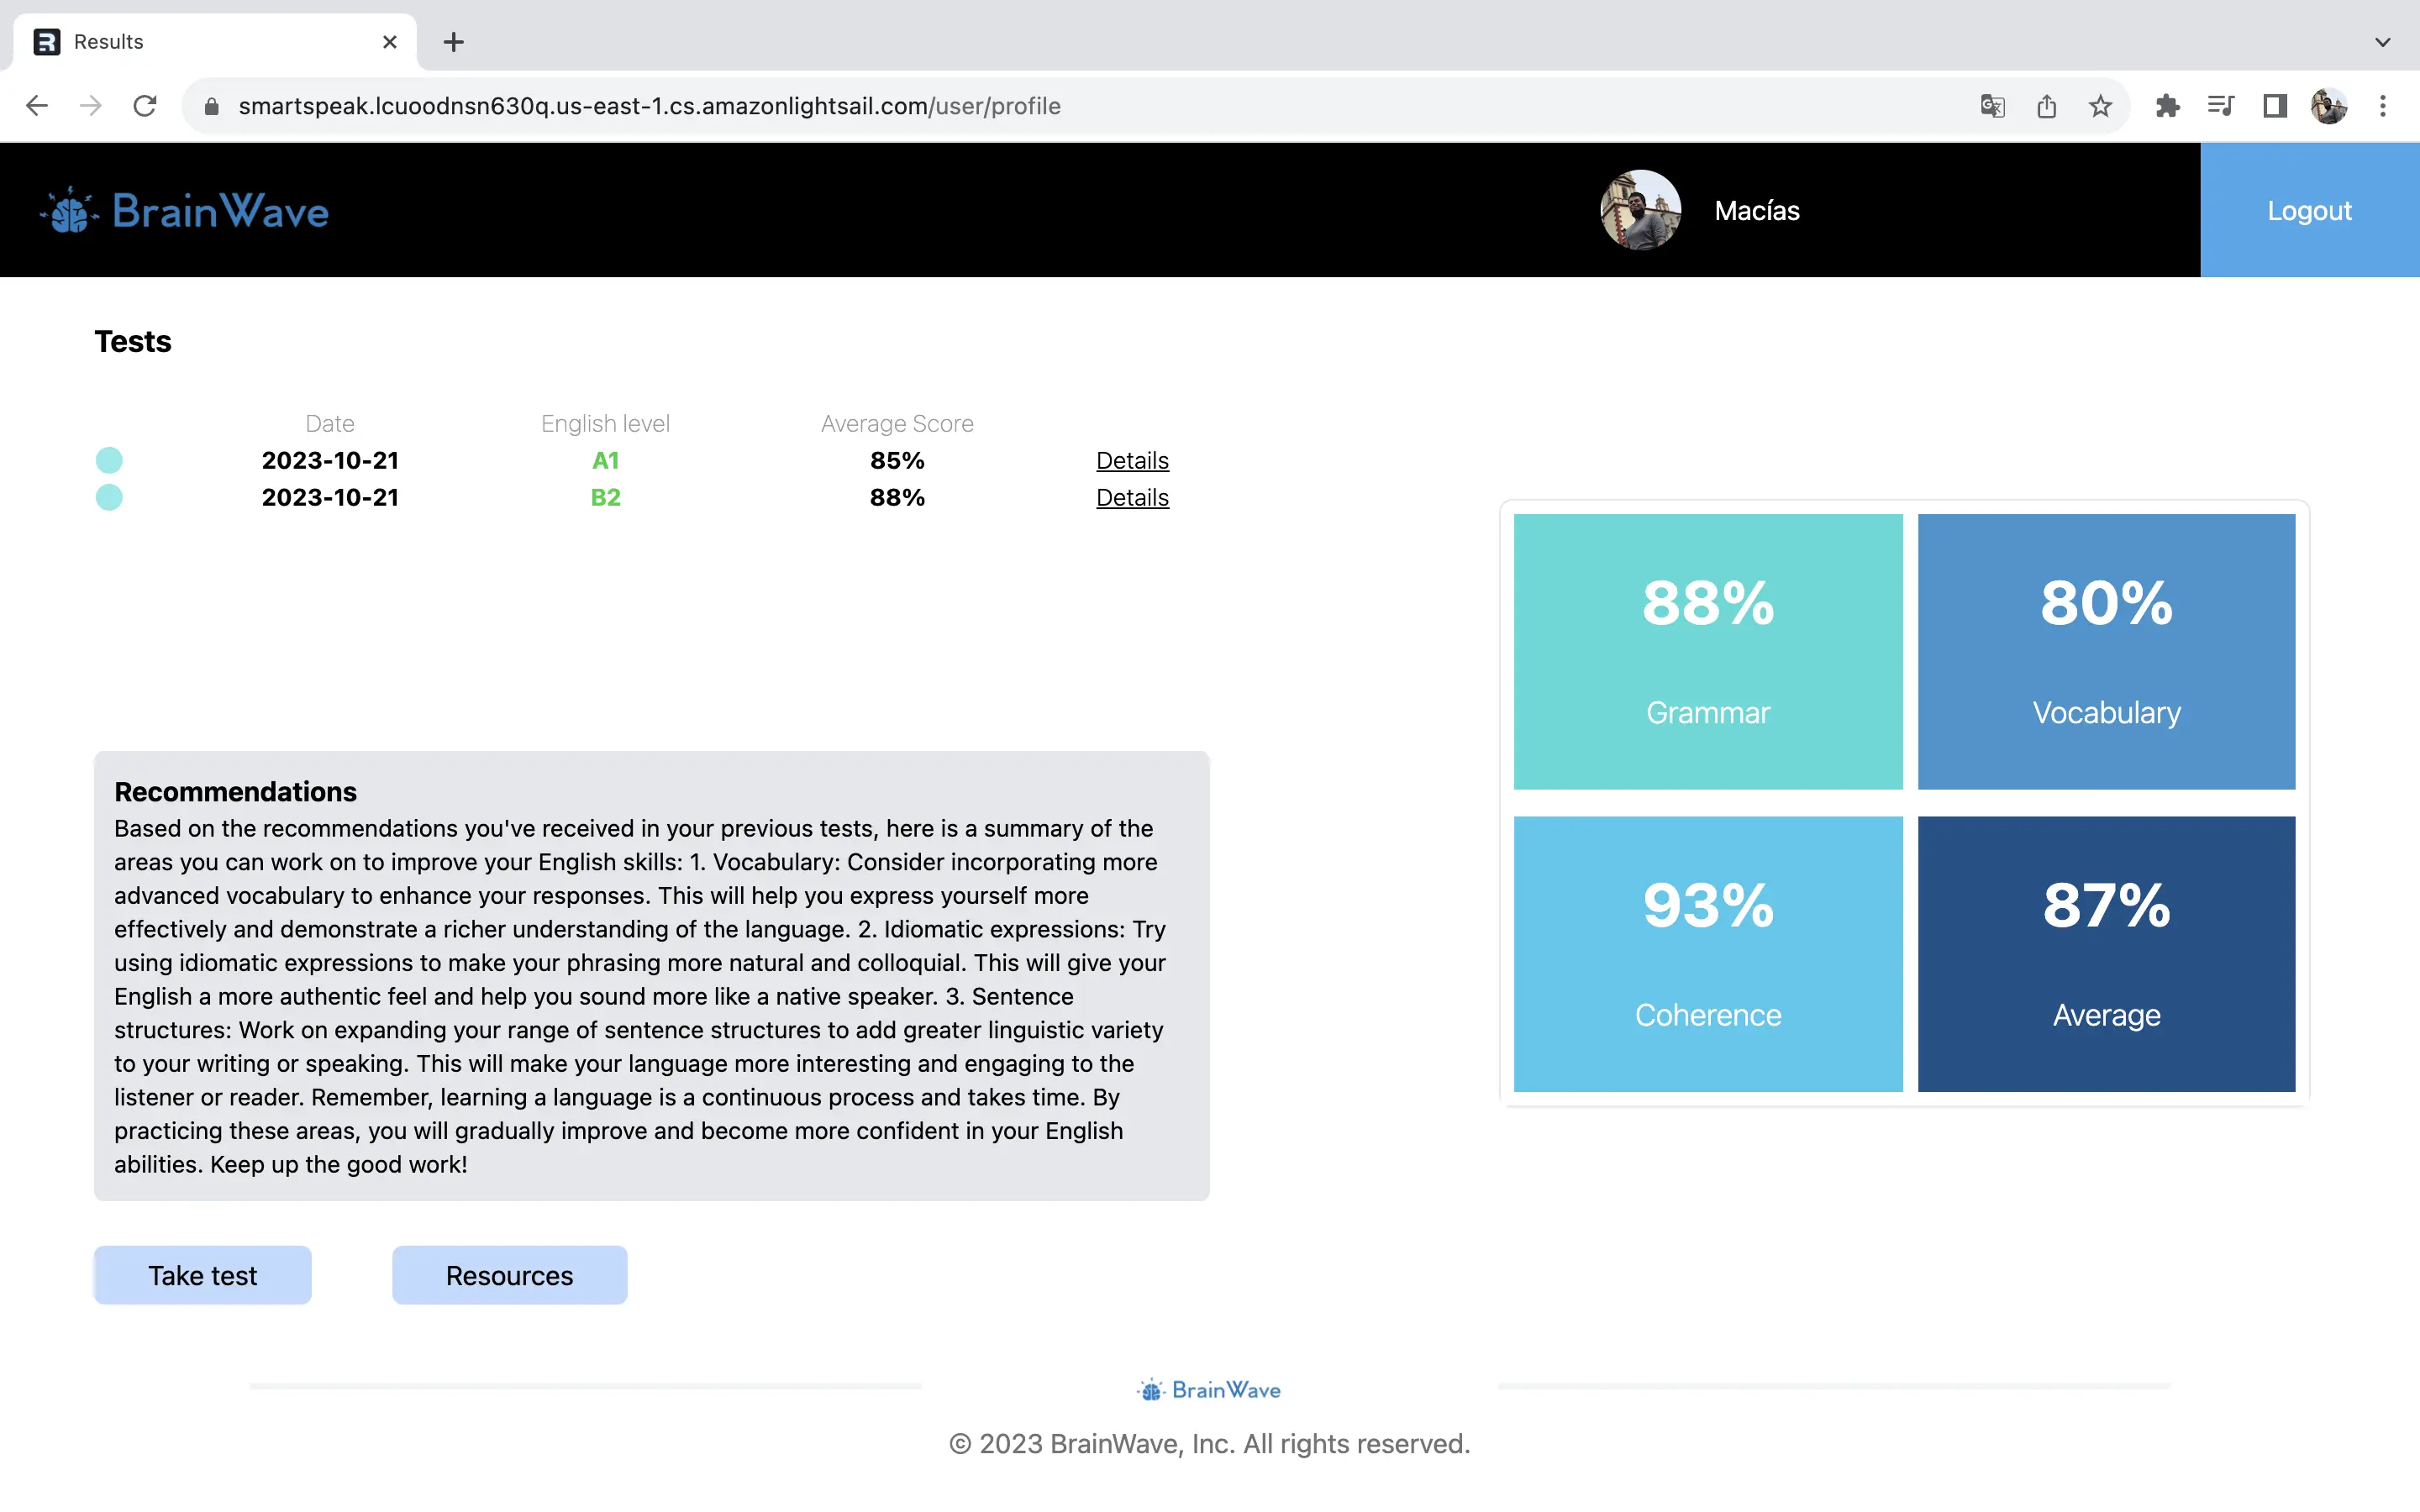 Results
smartspeak.lcuoodnsn630q.us-east-1.cs.amazonlightsail.com/user/profile
BrainWave
Macías
Logout
Tests
Date English level Average Score
2023-10-21 A1 85% Details
2023-10-21 B2 88% Details
88%
Grammar
80%
Vocabulary
93%
Coherence
87%
Average
Recommendations
Based on the recommendations you've received in your previous tests, here is a summary of the
areas you can work on to improve your English skills: 1. Vocabulary: Consider incorporating more
advanced vocabulary to enhance your responses. This will help you express yourself more
effectively and demonstrate a richer understanding of the language. 2. Idiomatic expressions: Try
using idiomatic expressions to make your phrasing more natural and colloquial. This will give your
English a more authentic feel and help you sound more like a native speaker. 3. Sentence
structures: Work on expanding your range of sentence structures to add greater linguistic variety
to your writing or speaking. This will make your language more interesting and engaging to the
listener or reader. Remember, learning a language is a continuous process and takes time. By
practicing these areas, you will gradually improve and become more confident in your English
abilities. Keep up the good work!
Take test
Resources
BrainWave
© 2023 BrainWave, Inc. All rights reserved.